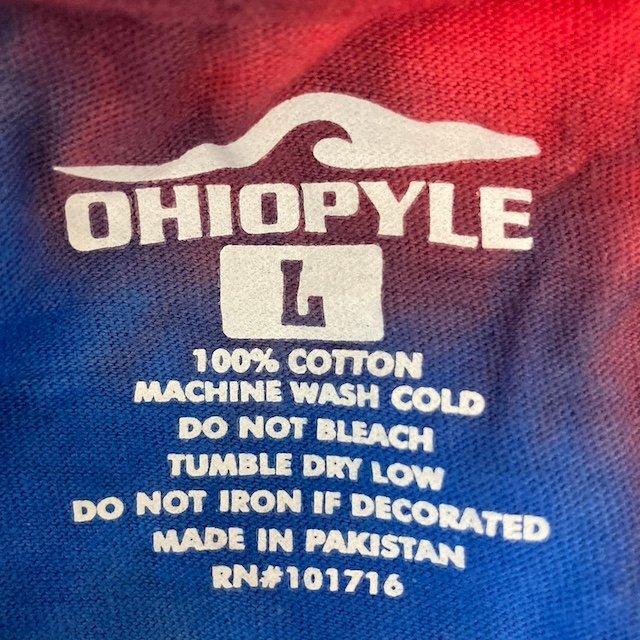 OHIOPYLE
L
100% COTTON
MACHINE WASH COLD
DO NOT BLEACH
TUMBLE DRY LOW
DO NOT IRON IF DECORATED
MADE IN PAKISTAN
RN#101716